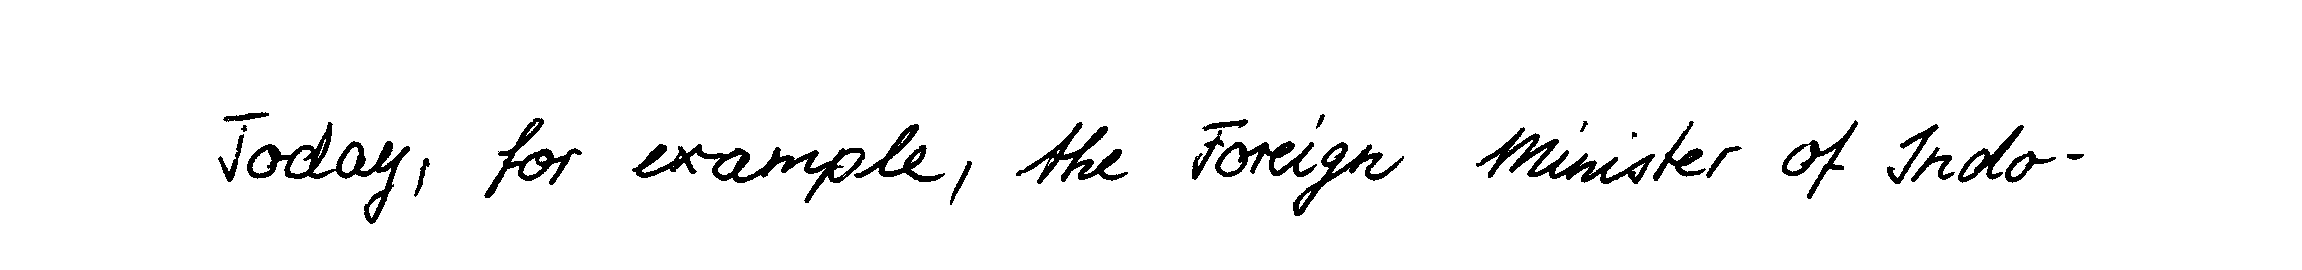 Today, for example, the Foreign Minister of Indo-